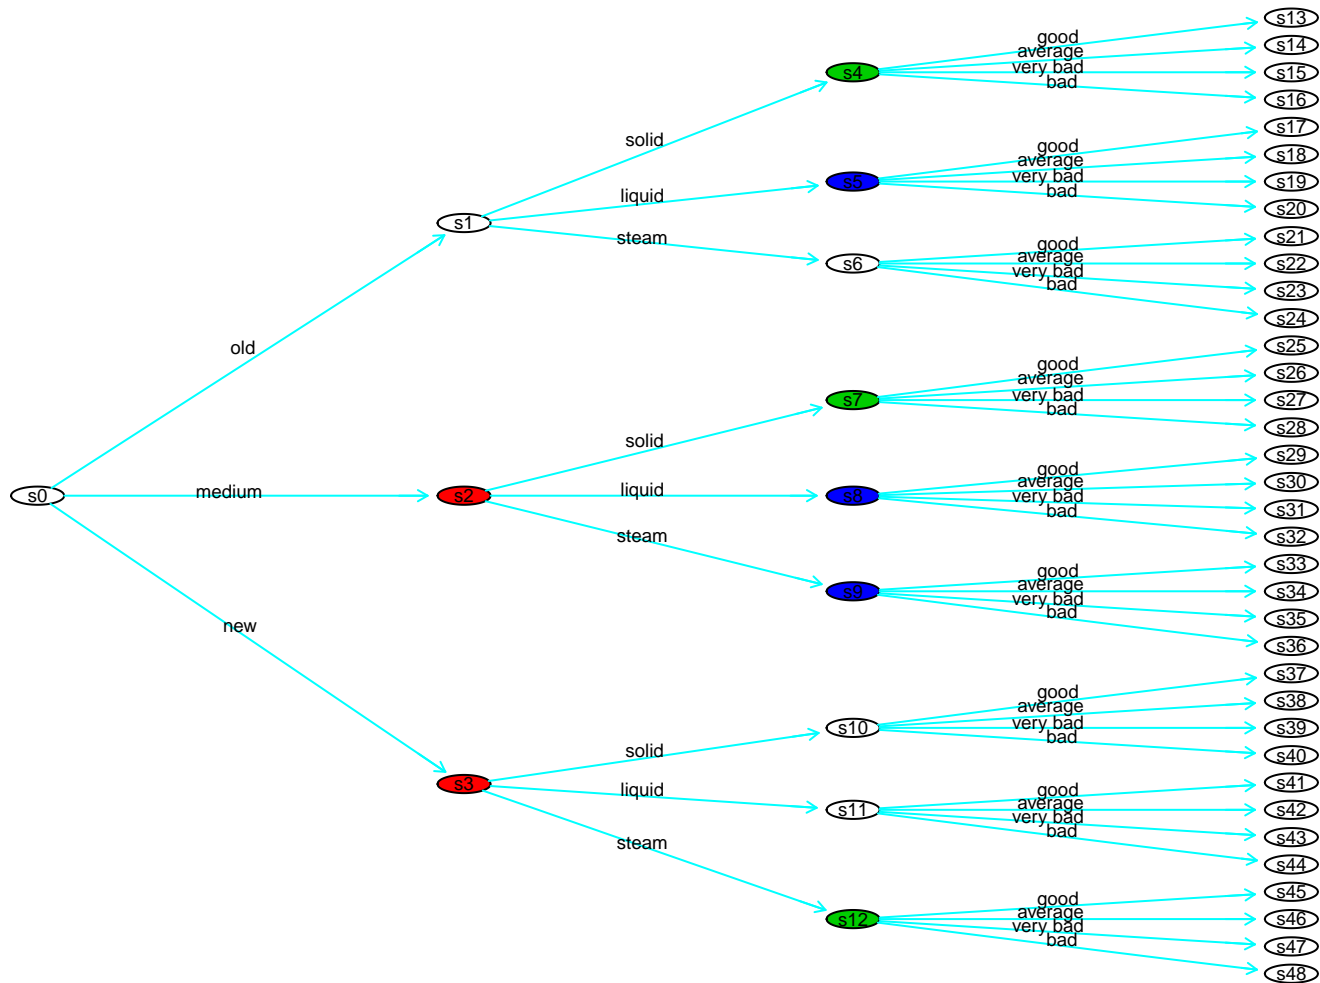 s0
old
medium
new
s1
s2
s3
solid
liquid
steam
solid
liquid
steam
solid
liquid
steam
s4
s5
s6
s7
s8
s9
s10
s11
s12
good
average
very bad
bad
good
average
very bad
bad
good
average
very bad
bad
good
average
very bad
bad
good
average
very bad
bad
good
average
very bad
bad
good
average
very bad
bad
good
average
very bad
bad
good
average
very bad
bad
s13
s14
s15
s16
s17
s18
s19
s20
s21
s22
s23
s24
s25
s26
s27
s28
s29
s30
s31
s32
s33
s34
s35
s36
s37
s38
s39
s40
s41
s42
s43
s44
s45
s46
s47
s48